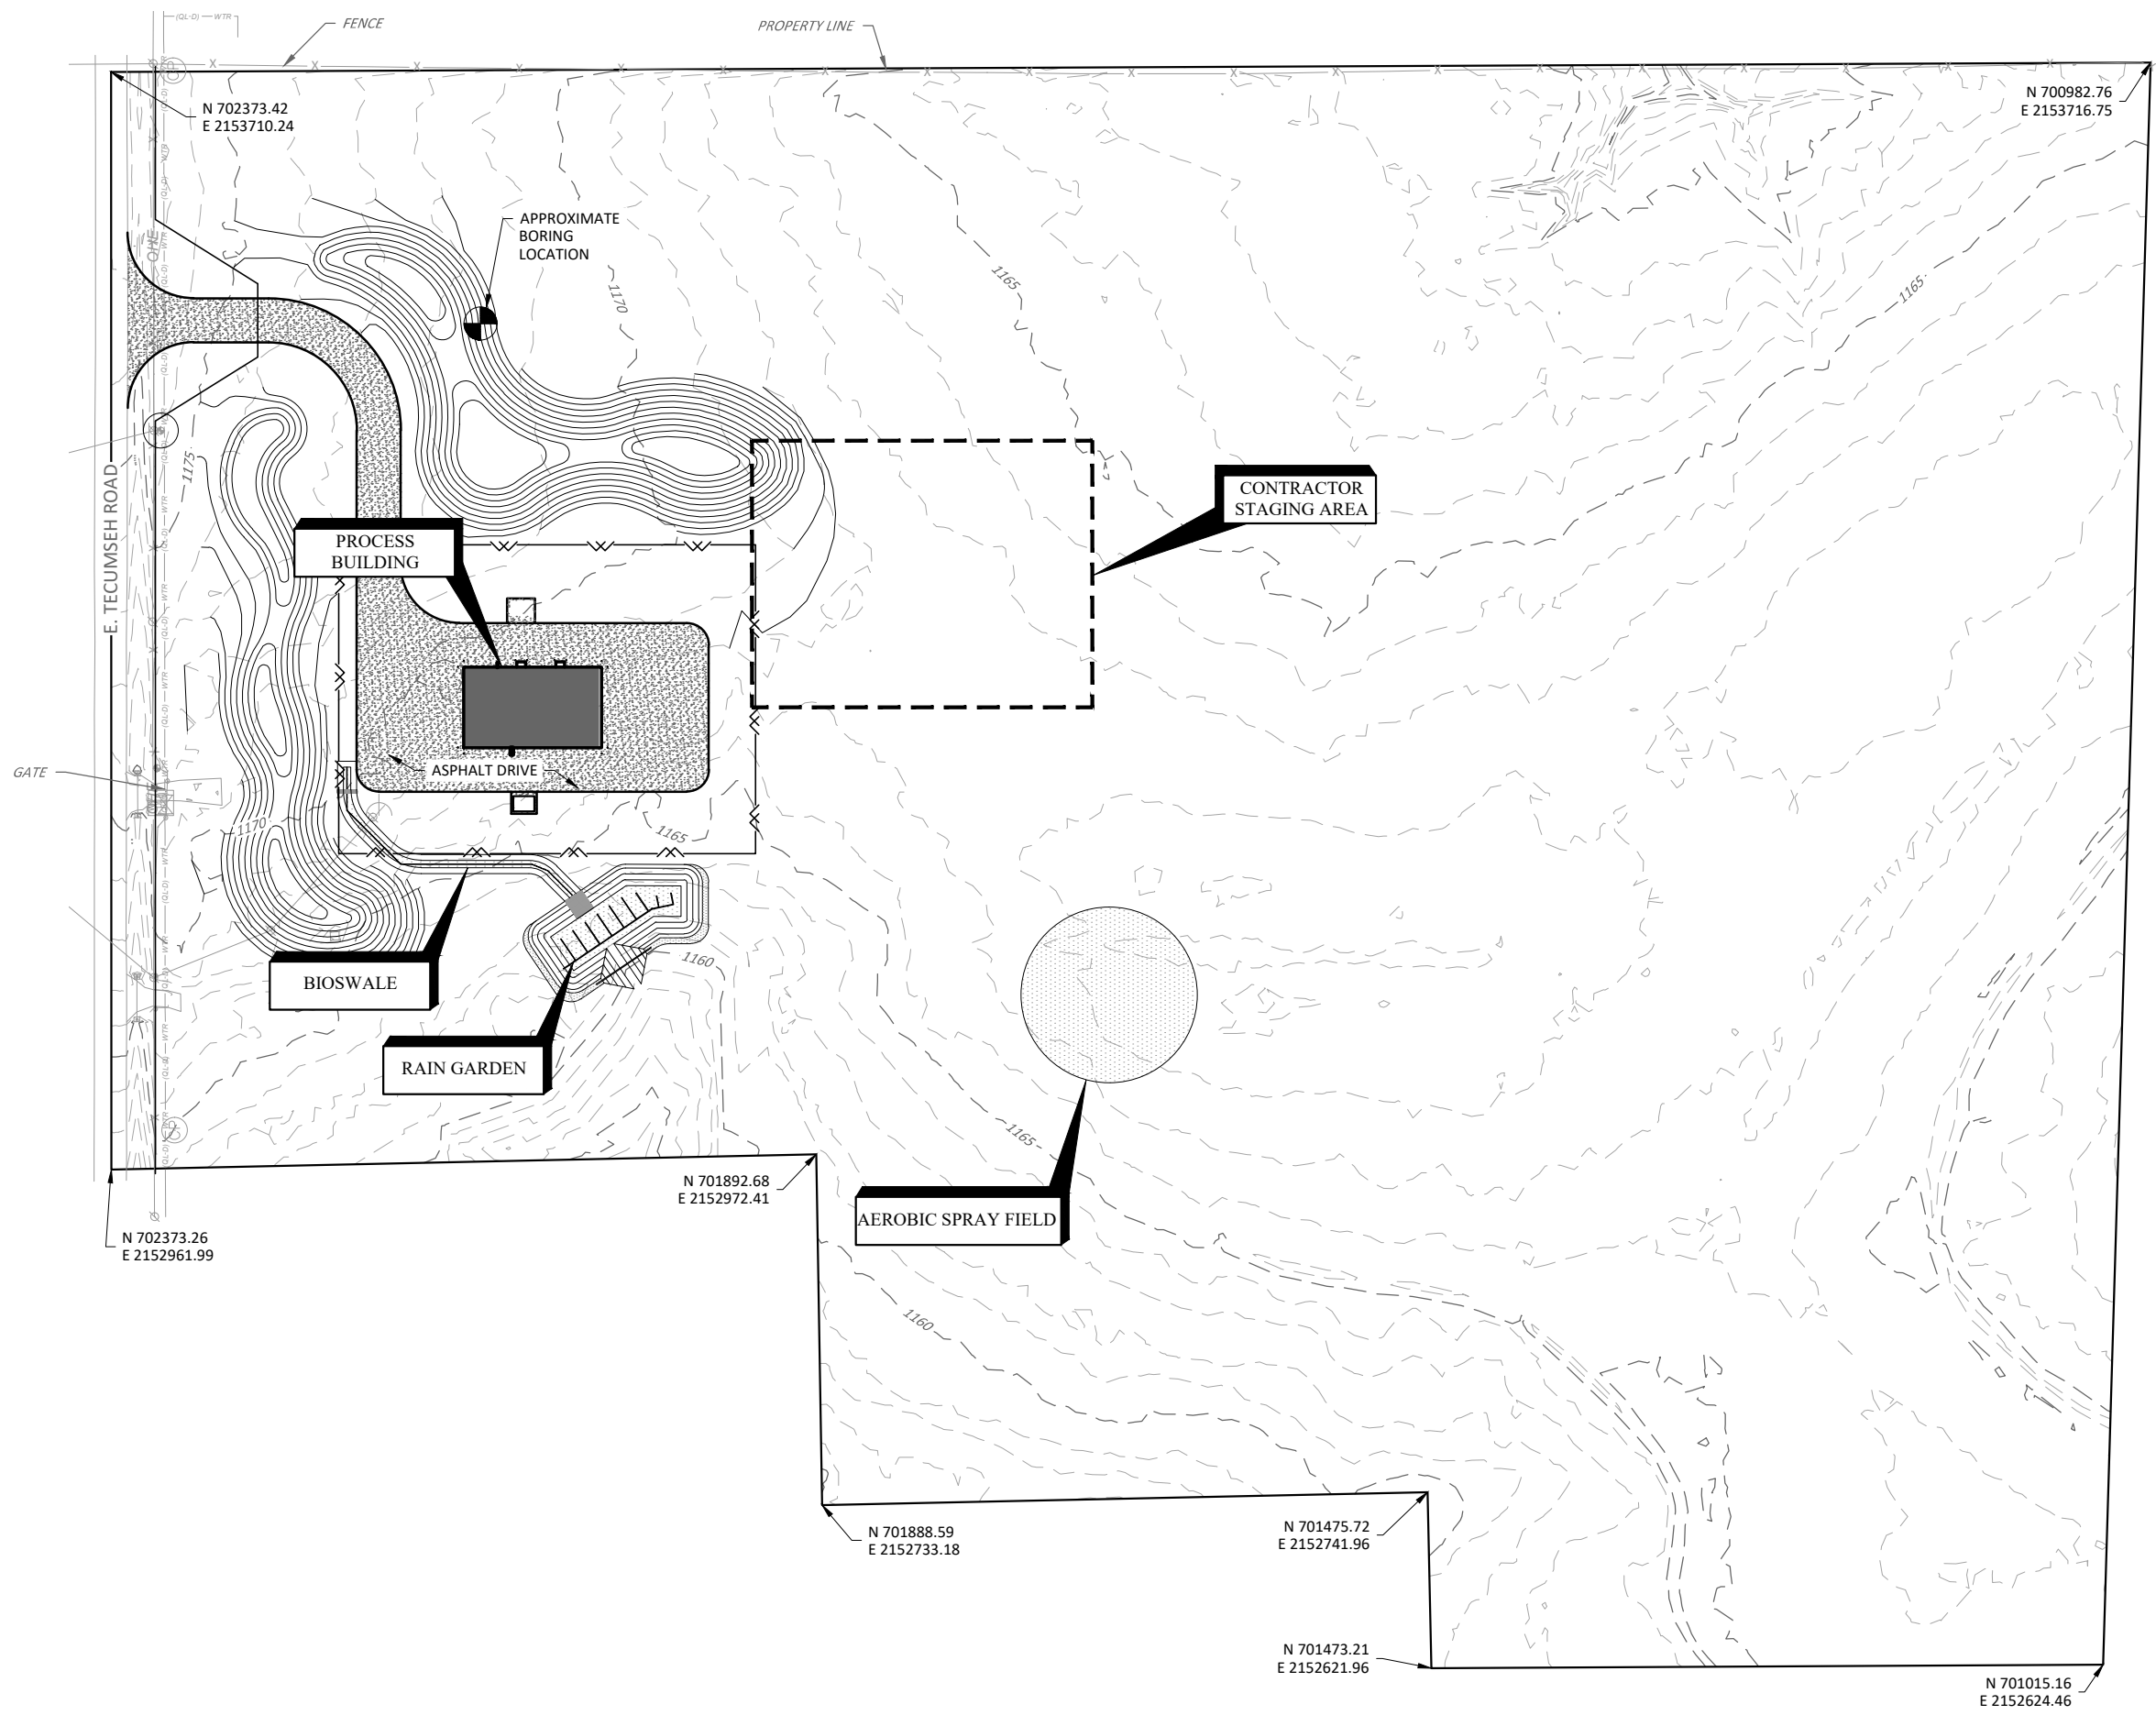 (QL-D)
WTR
FENCE
PROPERTY LINE
N 702373.42
E 2153710.24
N 700982.76
E 2153716.75
APPROXIMATE
BORING
LOCATION
OHE
1170
1165
1165
1175
E. TECUMSEH ROAD
CONTRACTOR
STAGING AREA
PROCESS
BUILDING
GATE
ASPHALT DRIVE
1170
1165
1160
BIOSWALE
RAIN GARDEN
1165
N 701892.68
E 2152972.41
AEROBIC SPRAY FIELD
N 702373.26
E 2152961.99
1160
N 701888.59
E 2152733.18
N 701475.72
E 2152741.96
N 701473.21
E 2152621.96
N 701015.16
E 2152624.46